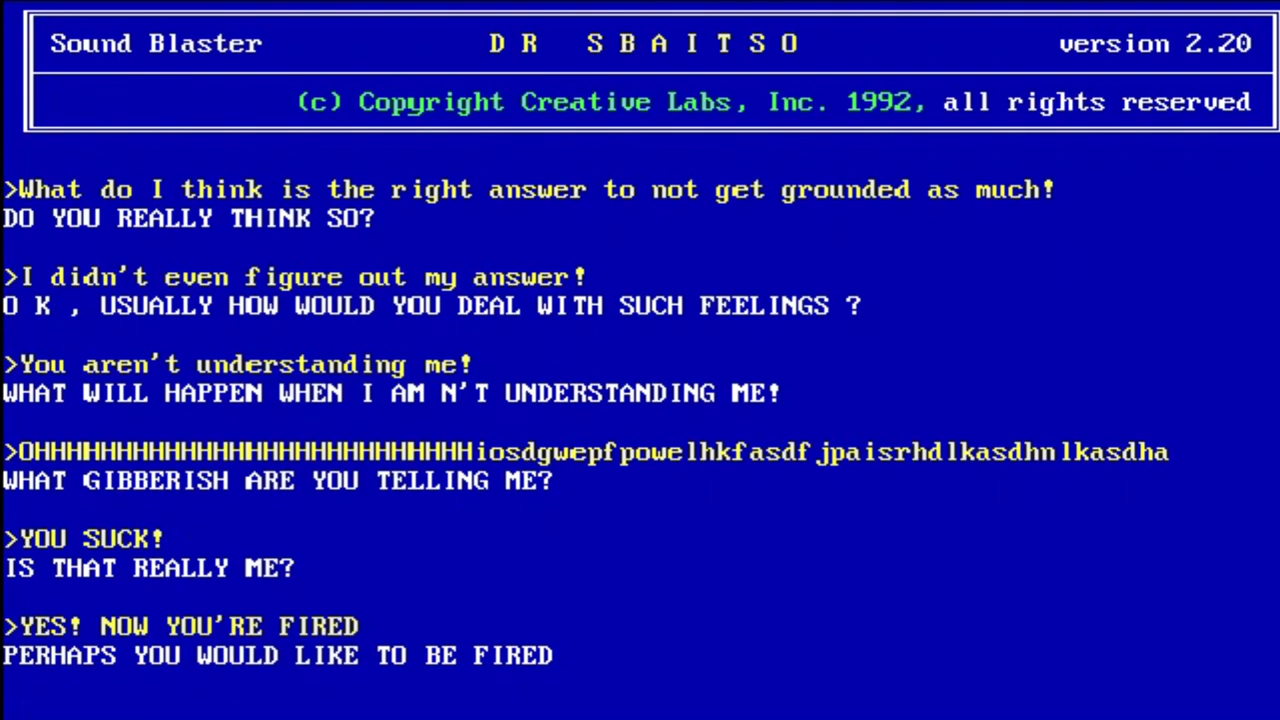 Sound Blaster D R S B A I T S O version 2.20
(c) Copyright Creative Labs, Inc. 1992, all rights reserved
>What do I think is the right answer to not get grounded as much!
DO YOU REALLY THINK SO?
>I didn't even figure out my answer!
O K , USUALLY HOW WOULD YOU DEAL WITH SUCH FEELINGS ?
>You aren't understanding me!
WHAT WILL HAPPEN WHEN I AM N'T UNDERSTANDING ME!
>OHHHHHHHHHHHHHHHHHHHHHHHHHHHiosdgwepfpowelhkfasdfjpaisrhdlkasdhnlkasdha
WHAT GIBBERISH ARE YOU TELLING ME?
>YOU SUCK!
IS THAT REALLY ME?
>YES! NOW YOU'RE FIRED
PERHAPS YOU WOULD LIKE TO BE FIRED